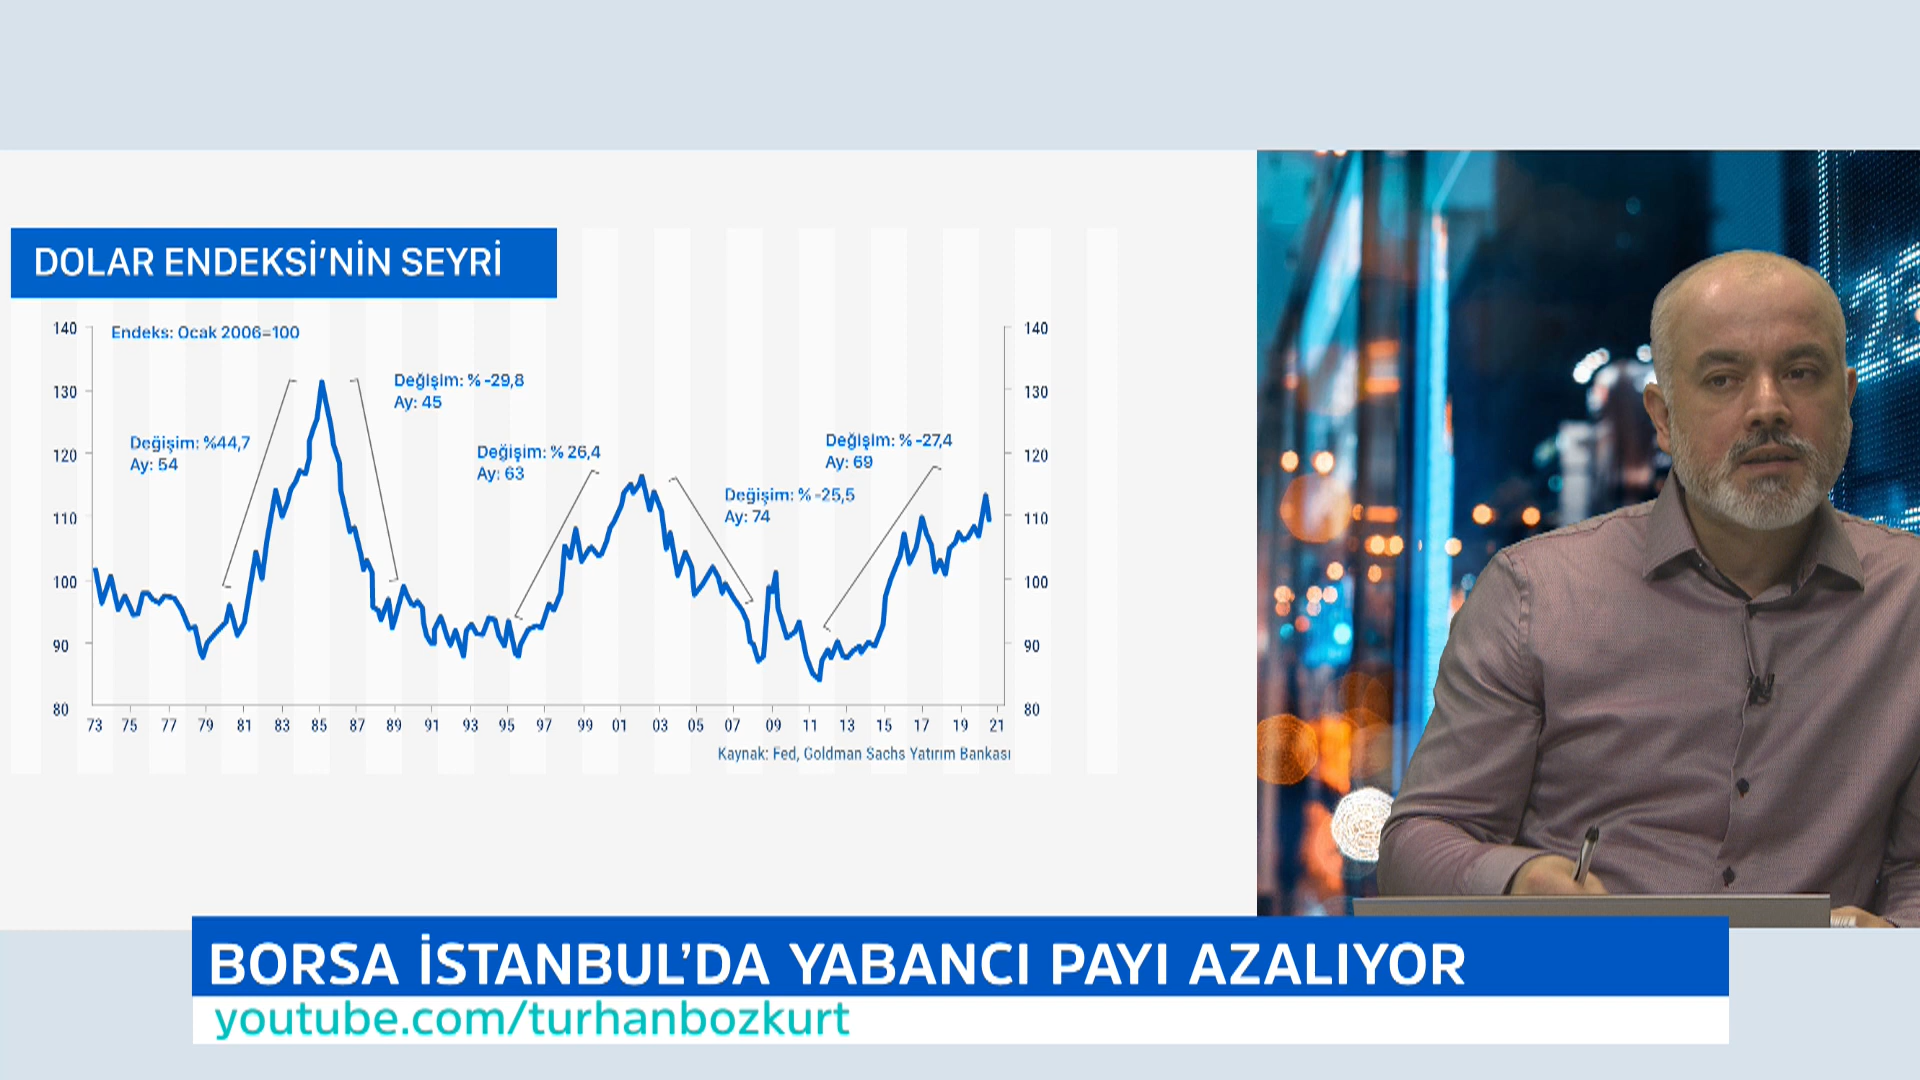 DOLAR ENDEKSİ’NİN SEYRİ
Endeks: Ocak 2006=100
140
130
120
110
100
90
80
Değişim: %44,7
Ay: 54
Değişim: % -29,8
Ay: 45
Değişim: % 26,4
Ay: 63
Değişim: % -25,5
Ay: 74
Değişim: % -27,4
Ay: 69
140
130
120
110
100
90
80
73 75 77 79 81 83 85 87 89 91 93 95 97 99 01 03 05 07 09 11 13 15 17 19 21
Kaynak: Fed, Goldman Sachs Yatırım Bankası
BORSA İSTANBUL’DA YABANCI PAYI AZALIYOR
youtube.com/turhanbozkurt